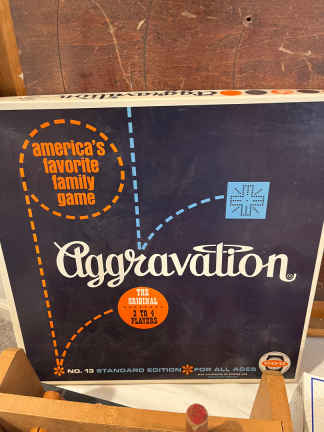 Aggravation
america's
favorite
family
game
Aggravation
THE
ORIGINAL
2 TO 4
PLAYERS
NO. 13 STANDARD EDITION FOR ALL AGES